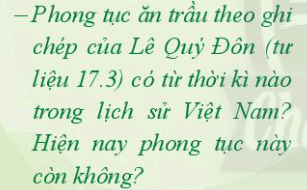 – Phong tục ăn trầu theo ghi
chép của Lê Quý Đôn (tư
liệu 17.3) có từ thời kì nào
trong lịch sử Việt Nam?
Hiện nay phong tục này
còn không?